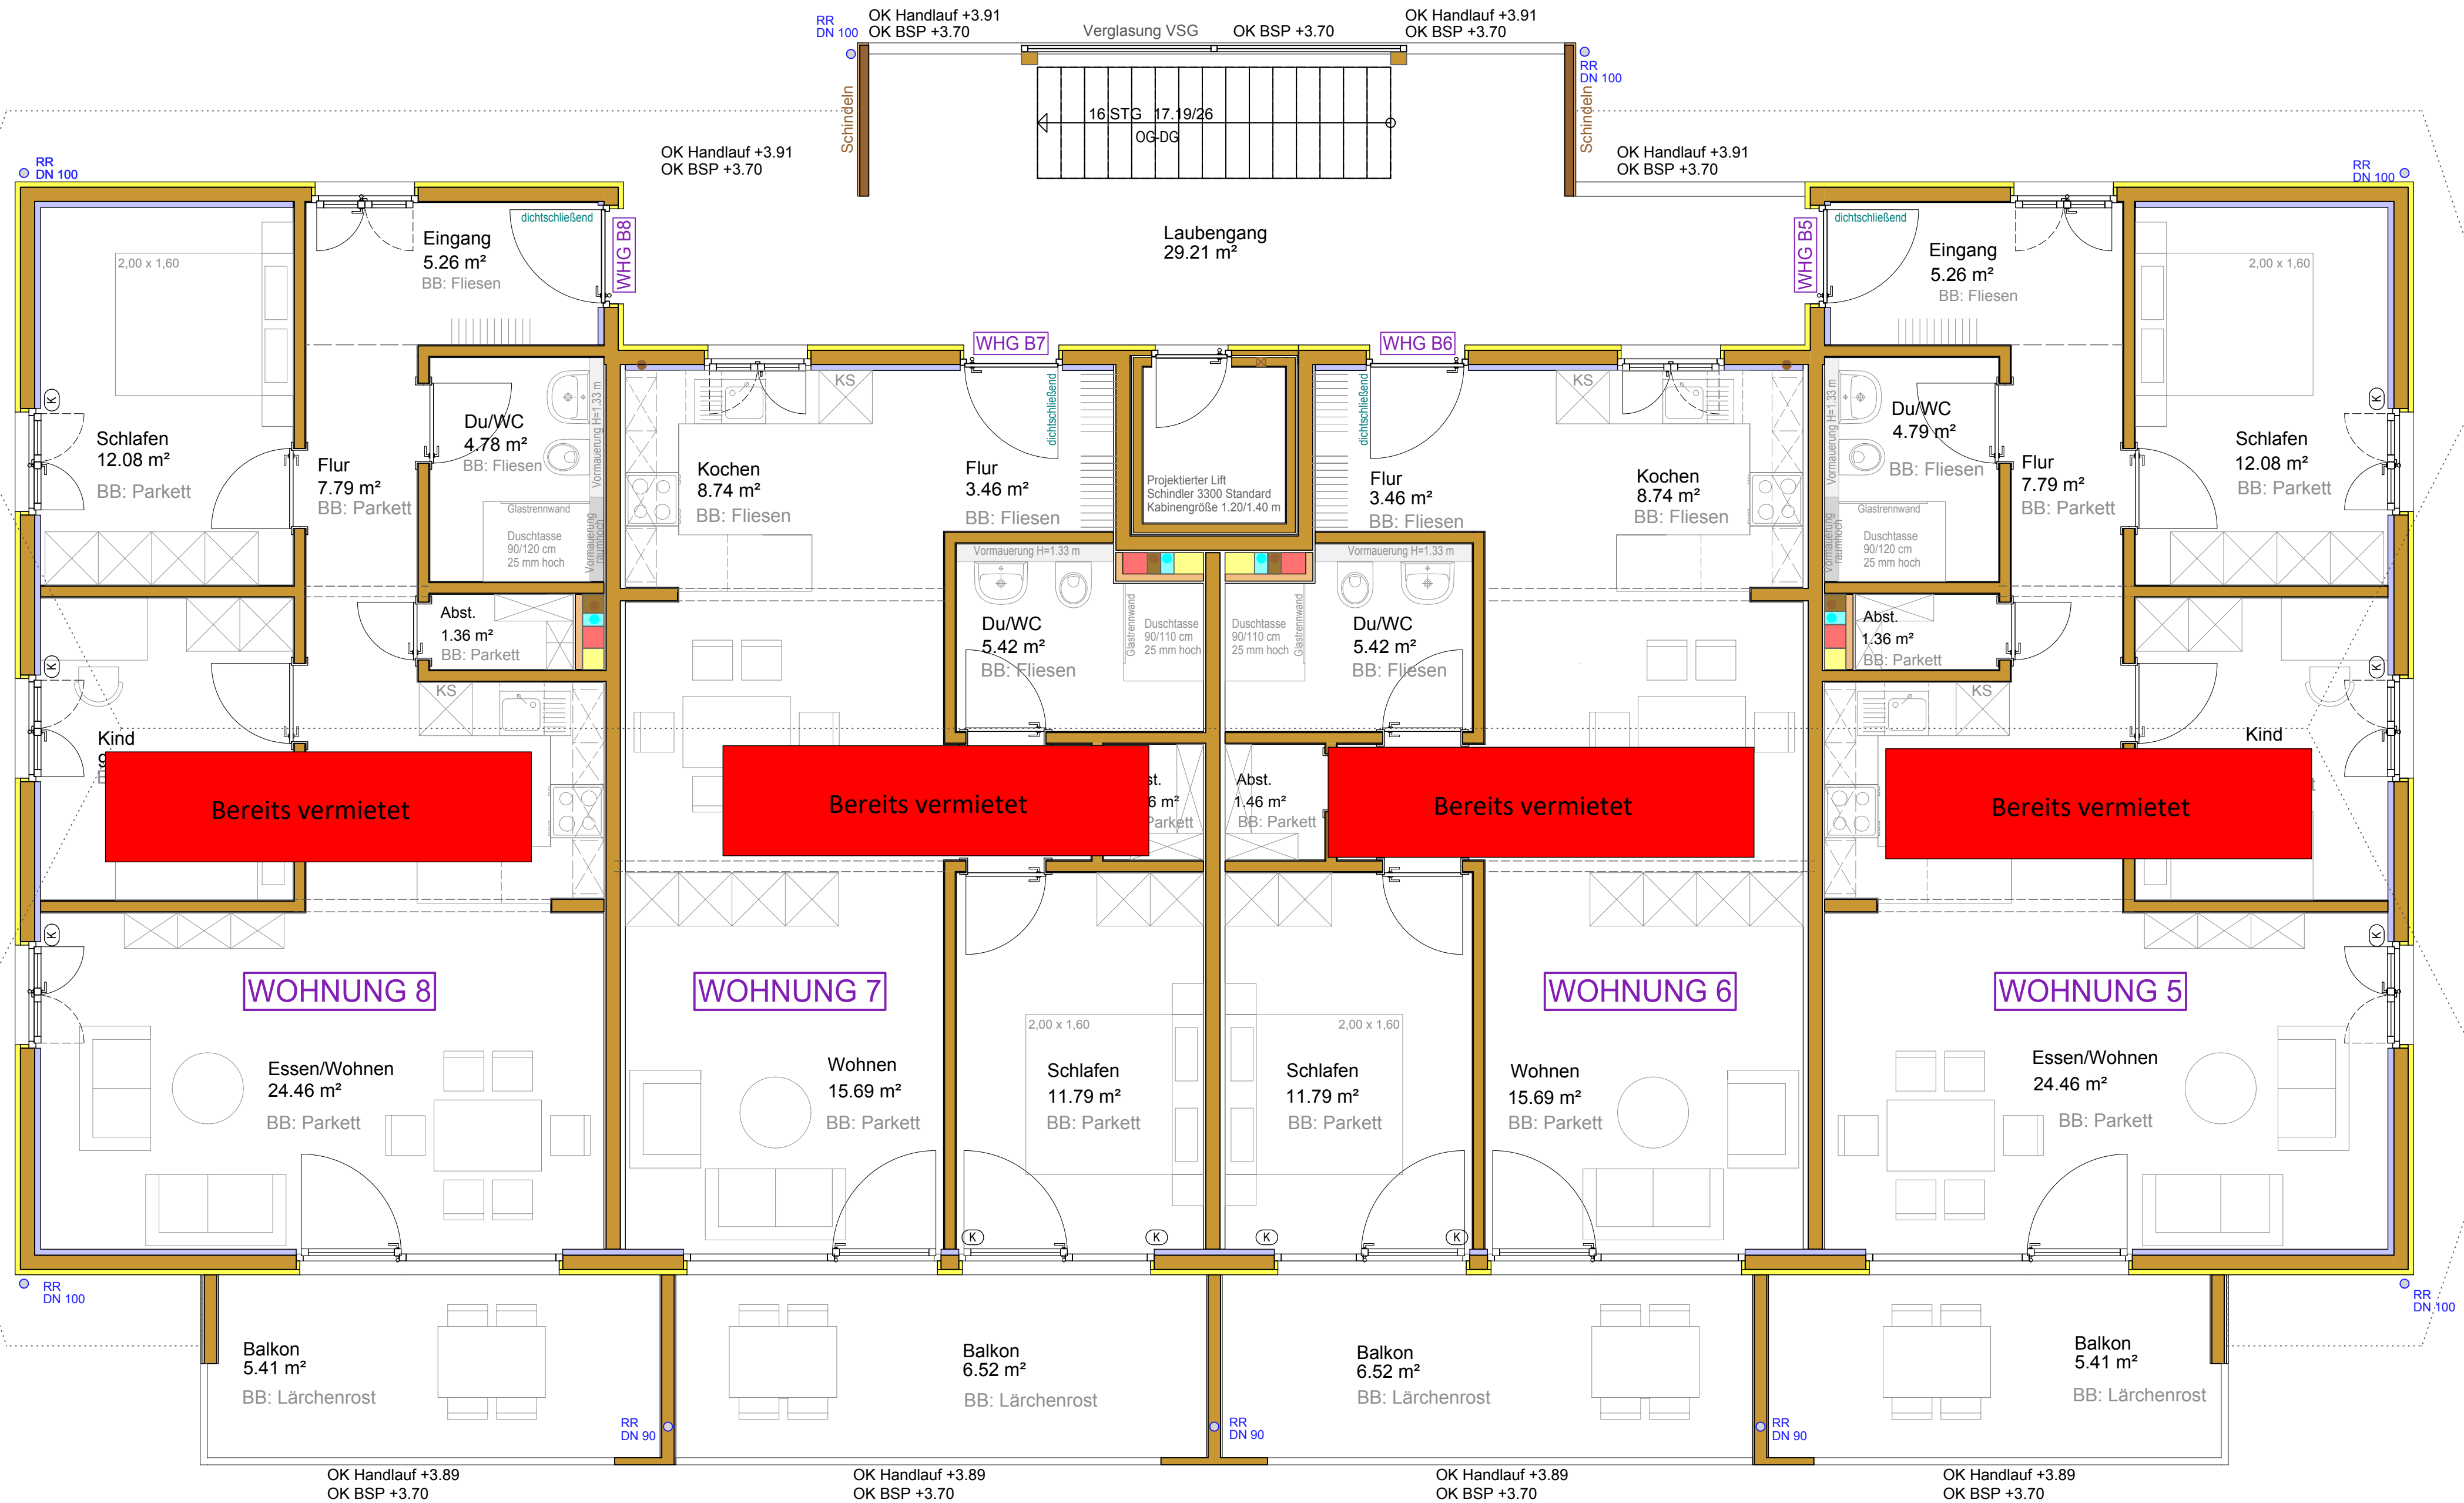 RR
DN 100
OK Handlauf +3.91
OK BSP +3.70
Verglasung VSG
OK BSP +3.70
OK Handlauf +3.91
OK BSP +3.70
RR
DN 100
Schindeln
Schindeln
16 STG 17.19/26
OG-DG
OK Handlauf +3.91
OK BSP +3.70
OK Handlauf +3.91
OK BSP +3.70
RR
DN 100
RR
DN 100
2,00 x 1,60
Eingang
5.26 m²
BB: Fliesen
dichtschließend
WHG B8
Laubengang
29.21 m²
WHG B5
dichtschließend
Eingang
5.26 m²
BB: Fliesen
2,00 x 1,60
WHG B7
WHG B6
K
Schlafen
12.08 m²
BB: Parkett
Flur
7.79 m²
BB: Parkett
Du/WC
4.78 m²
BB: Fliesen
Vormauerung H=1.33 m
Glastrennwand
Duschtasse
90/120 cm
25 mm hoch
Vormauerung
raumhoch
KS
Kochen
8.74 m²
BB: Fliesen
Flur
3.46 m²
BB: Fliesen
dichtschließend
Projektierter Lift
Schindler 3300 Standard
Kabinengröße 1.20/1.40 m
dichtschließend
Flur
3.46 m²
BB: Fliesen
KS
Kochen
8.74 m²
BB: Fliesen
Vormauerung H=1.33 m
Du/WC
4.79 m²
BB: Fliesen
Glastrennwand
Duschtasse
90/120 cm
25 mm hoch
Vormauerung
raumhoch
Flur
7.79 m²
BB: Parkett
K
Schlafen
12.08 m²
BB: Parkett
Vormauerung H=1.33 m
Vormauerung H=1.33 m
Abst.
1.36 m²
BB: Parkett
Du/WC
5.42 m²
BB: Fliesen
Glastrennwand
Duschtasse
90/110 cm
25 mm hoch
Duschtasse
90/110 cm
25 mm hoch
Glastrennwand
Du/WC
5.42 m²
BB: Fliesen
Abst.
1.36 m²
BB: Parkett
K
KS
KS
K
Kind
Kind
Bereits vermietet
Bereits vermietet
st.
6 m²
Parkett
Abst.
1.46 m²
BB: Parkett
Bereits vermietet
Bereits vermietet
K
K
WOHNUNG 8
WOHNUNG 7
WOHNUNG 6
WOHNUNG 5
2,00 x 1,60
2,00 x 1,60
Essen/Wohnen
24.46 m²
BB: Parkett
Wohnen
15.69 m²
BB: Parkett
Schlafen
11.79 m²
BB: Parkett
Schlafen
11.79 m²
BB: Parkett
Wohnen
15.69 m²
BB: Parkett
Essen/Wohnen
24.46 m²
BB: Parkett
K
K
K
K
RR
DN 100
RR
DN 100
Balkon
5.41 m²
BB: Lärchenrost
Balkon
6.52 m²
BB: Lärchenrost
Balkon
6.52 m²
BB: Lärchenrost
Balkon
5.41 m²
BB: Lärchenrost
RR
DN 90
RR
DN 90
RR
DN 90
OK Handlauf +3.89
OK BSP +3.70
OK Handlauf +3.89
OK BSP +3.70
OK Handlauf +3.89
OK BSP +3.70
OK Handlauf +3.89
OK BSP +3.70